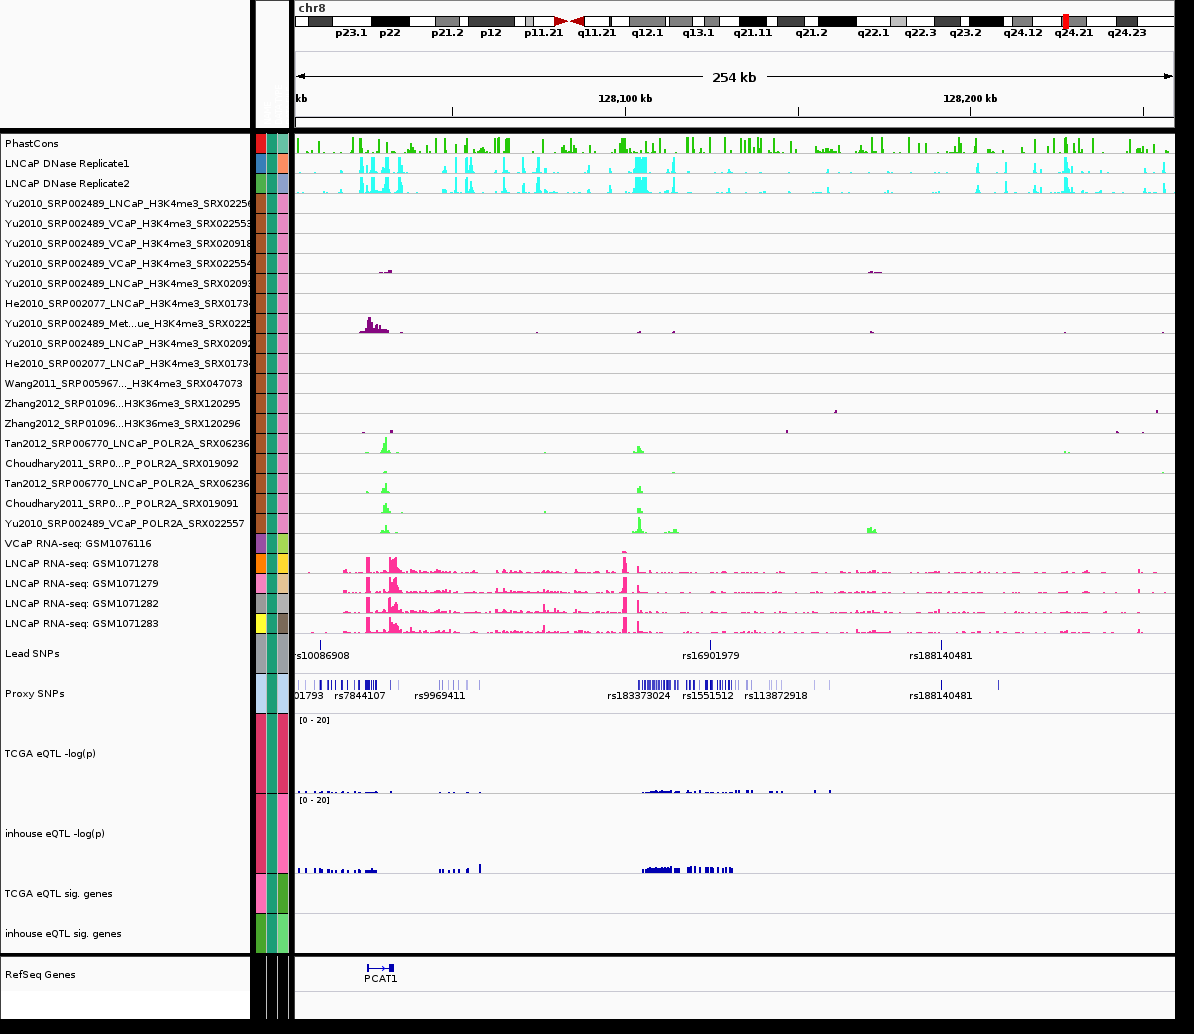 chr8
p23.1 p22 p21.2 p12 p11.21 q11.21 q12.1 q13.1 q21.11 q21.2 q22.1 q22.3 q23.2 q24.12 q24.21 q24.23
254 kb
kb 128,100 kb 128,200 kb
PhastCons
LNCaP DNase Replicate1
LNCaP DNase Replicate2
Yu2010_SRP002489_LNCaP_H3K4me3_SRX02250
Yu2010_SRP002489_VCaP_H3K4me3_SRX022553
Yu2010_SRP002489_VCaP_H3K4me3_SRX020918
Yu2010_SRP002489_VCaP_H3K4me3_SRX022554
Yu2010_SRP002489_LNCaP_H3K4me3_SRX0209
He2010_SRP002077_LNCaP_H3K4me3_SRX0173
Yu2010_SRP002489_Met...ue_H3K4me3_SRX0225
Yu2010_SRP002489_LNCaP_H3K4me3_SRX02092
He2010_SRP002077_LNCaP_H3K4me3_SRX0173
Wang2011_SRP005967..._H3K4me3_SRX047073
Zhang2012_SRP01096...H3K36me3_SRX120295
Zhang2012_SRP01096...H3K36me3_SRX120296
Tan2012_SRP006770_LNCaP_POLR2A_SRX06236
Choudhary2011_SRP0...P_POLR2A_SRX019092
Tan2012_SRP006770_LNCaP_POLR2A_SRX06236
Choudhary2011_SRP0...P_POLR2A_SRX019091
Yu2010_SRP002489_VCaP_POLR2A_SRX022557
VCaP RNA-seq: GSM1076116
LNCaP RNA-seq: GSM1071278
LNCaP RNA-seq: GSM1071279
LNCaP RNA-seq: GSM1071282
LNCaP RNA-seq: GSM1071283
Lead SNPs rs10086908 rs16901979 rs188140481
Proxy SNPs 01793 rs7844107 rs9969411 rs183373024 rs1551512 rs113872918 rs188140481
[0 - 20]
TCGA eQTL -log(p)
[0 - 20]
inhouse eQTL -log(p)
TCGA eQTL sig. genes
inhouse eQTL sig. genes
RefSeq Genes
PCAT1